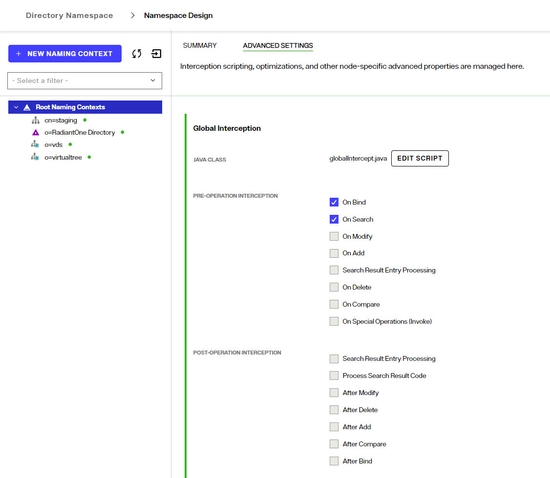 Directory Namespace > Namespace Design
+ NEW NAMING CONTEXT
- Select a filter -
Root Naming Contexts
cn=staging
o=RadiantOne Directory
o=vds
o=virtualtree
SUMMARY ADVANCED SETTINGS
Interception scripting, optimizations, and other node-specific advanced properties are managed here.
Global Interception
JAVA CLASS globalIntercept.java EDIT SCRIPT
PRE-OPERATION INTERCEPTION
On Bind
On Search
On Modify
On Add
Search Result Entry Processing
On Delete
On Compare
On Special Operations (Invoke)
POST-OPERATION INTERCEPTION
Search Result Entry Processing
Process Search Result Code
After Modify
After Delete
After Add
After Compare
After Bind